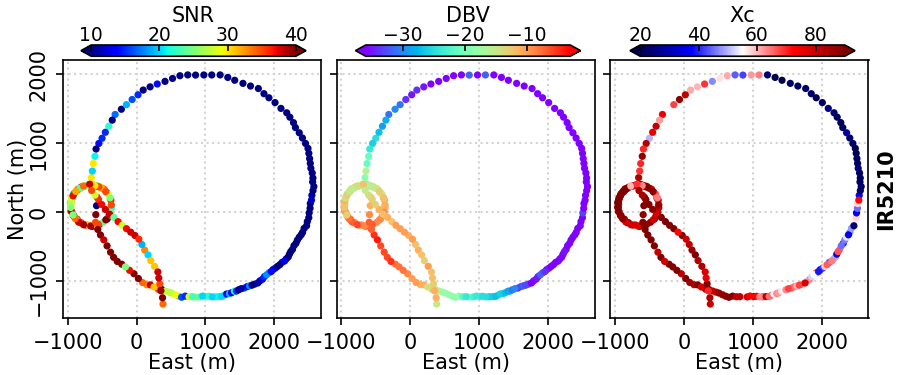 SNR DBV Xc
10 20 30 40 −30 −20 −10 20 40 60 80
2000
1000
0
−1000
North (m)
IR5210
−1000 0 1000 2000 −1000 0 1000 2000 −1000 0 1000 2000
East (m) East (m) East (m)